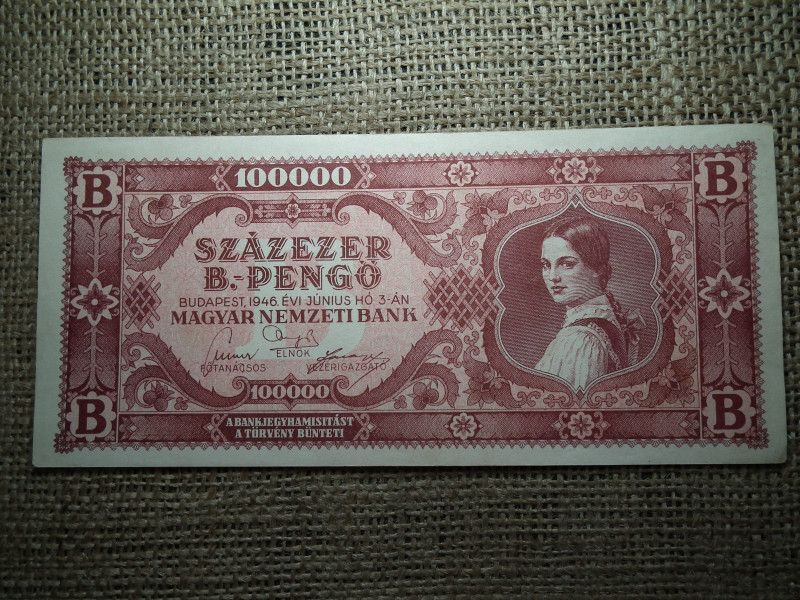 B 100000 B
SZÁZEZER
B.-PENGŐ
BUDAPEST, 1946. ÉVI JÚNIUS HÓ 3-ÁN
MAGYAR NEMZETI BANK
ELNÖK
FŐTANÁCSOS VEZÉRIGAZGATÓ
100000
B B
A BANKJEGYHAMISITÁST
A TÖRVÉNY BÜNTETI